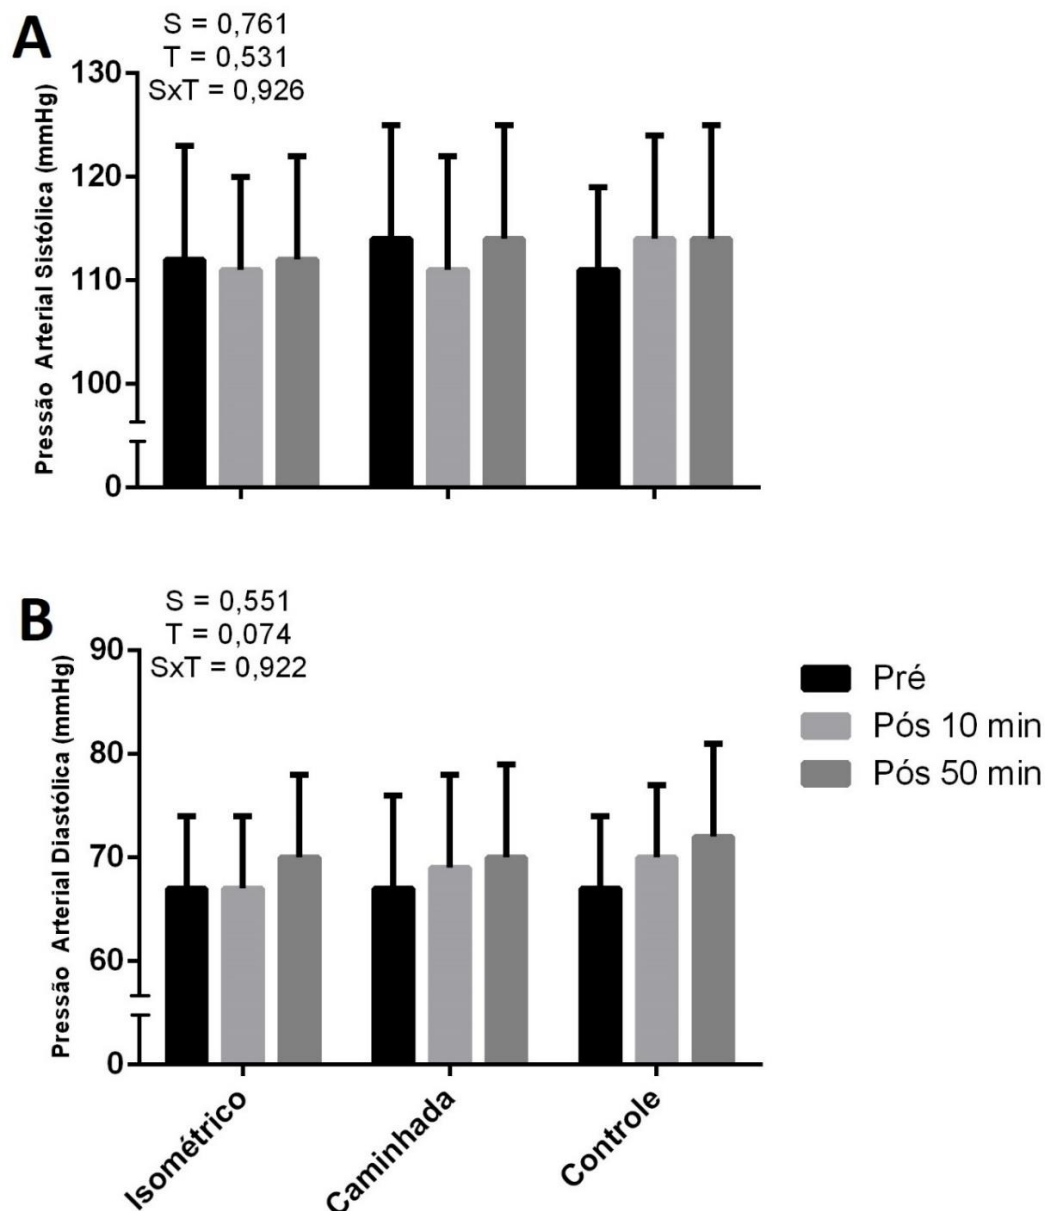 A
S = 0,761
T = 0,531
SxT = 0,926
Pressão Arterial Sistólica (mmHg)
130
120
110
100
0
B
S = 0,551
T = 0,074
SxT = 0,922
Pressão Arterial Diastólica (mmHg)
90
80
70
60
0
Pré
Pós 10 min
Pós 50 min
Isométrico
Caminhada
Controle